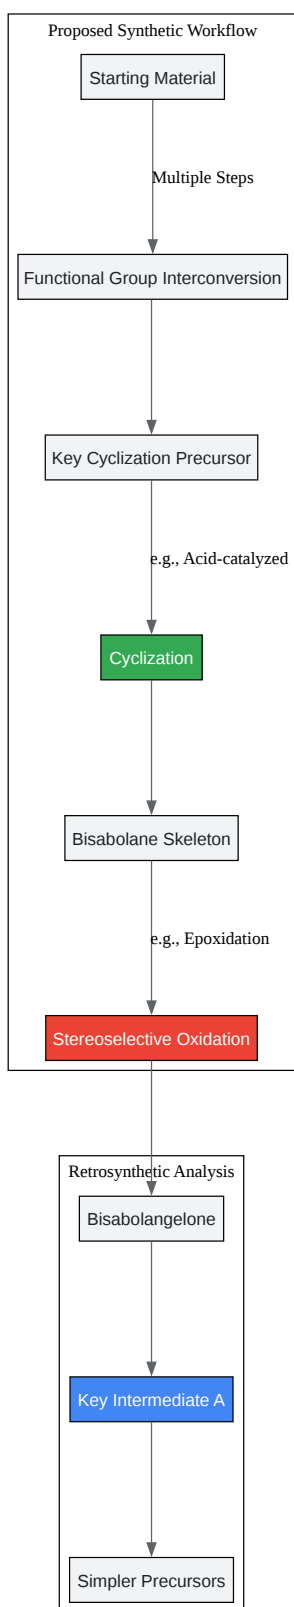 Proposed Synthetic Workflow
Starting Material
Multiple Steps
Functional Group Interconversion
Key Cyclization Precursor
e.g., Acid-catalyzed
Cyclization
Bisabolane Skeleton
e.g., Epoxidation
Stereoselective Oxidation
Retrosynthetic Analysis
Bisabolangelone
Key Intermediate A
Simpler Precursors